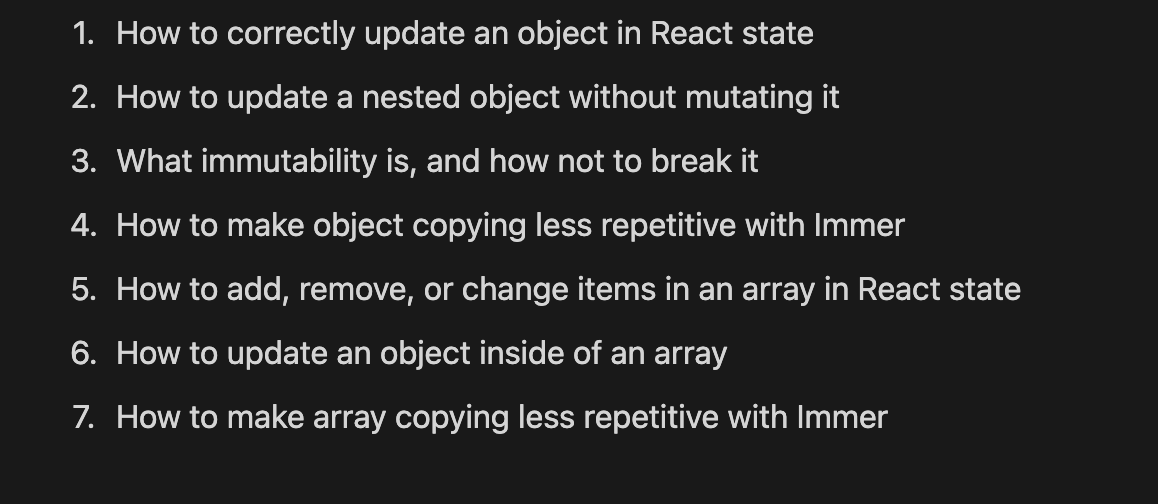 1. How to correctly update an object in React state
2. How to update a nested object without mutating it
3. What immutability is, and how not to break it
4. How to make object copying less repetitive with Immer
5. How to add, remove, or change items in an array in React state
6. How to update an object inside of an array
7. How to make array copying less repetitive with Immer